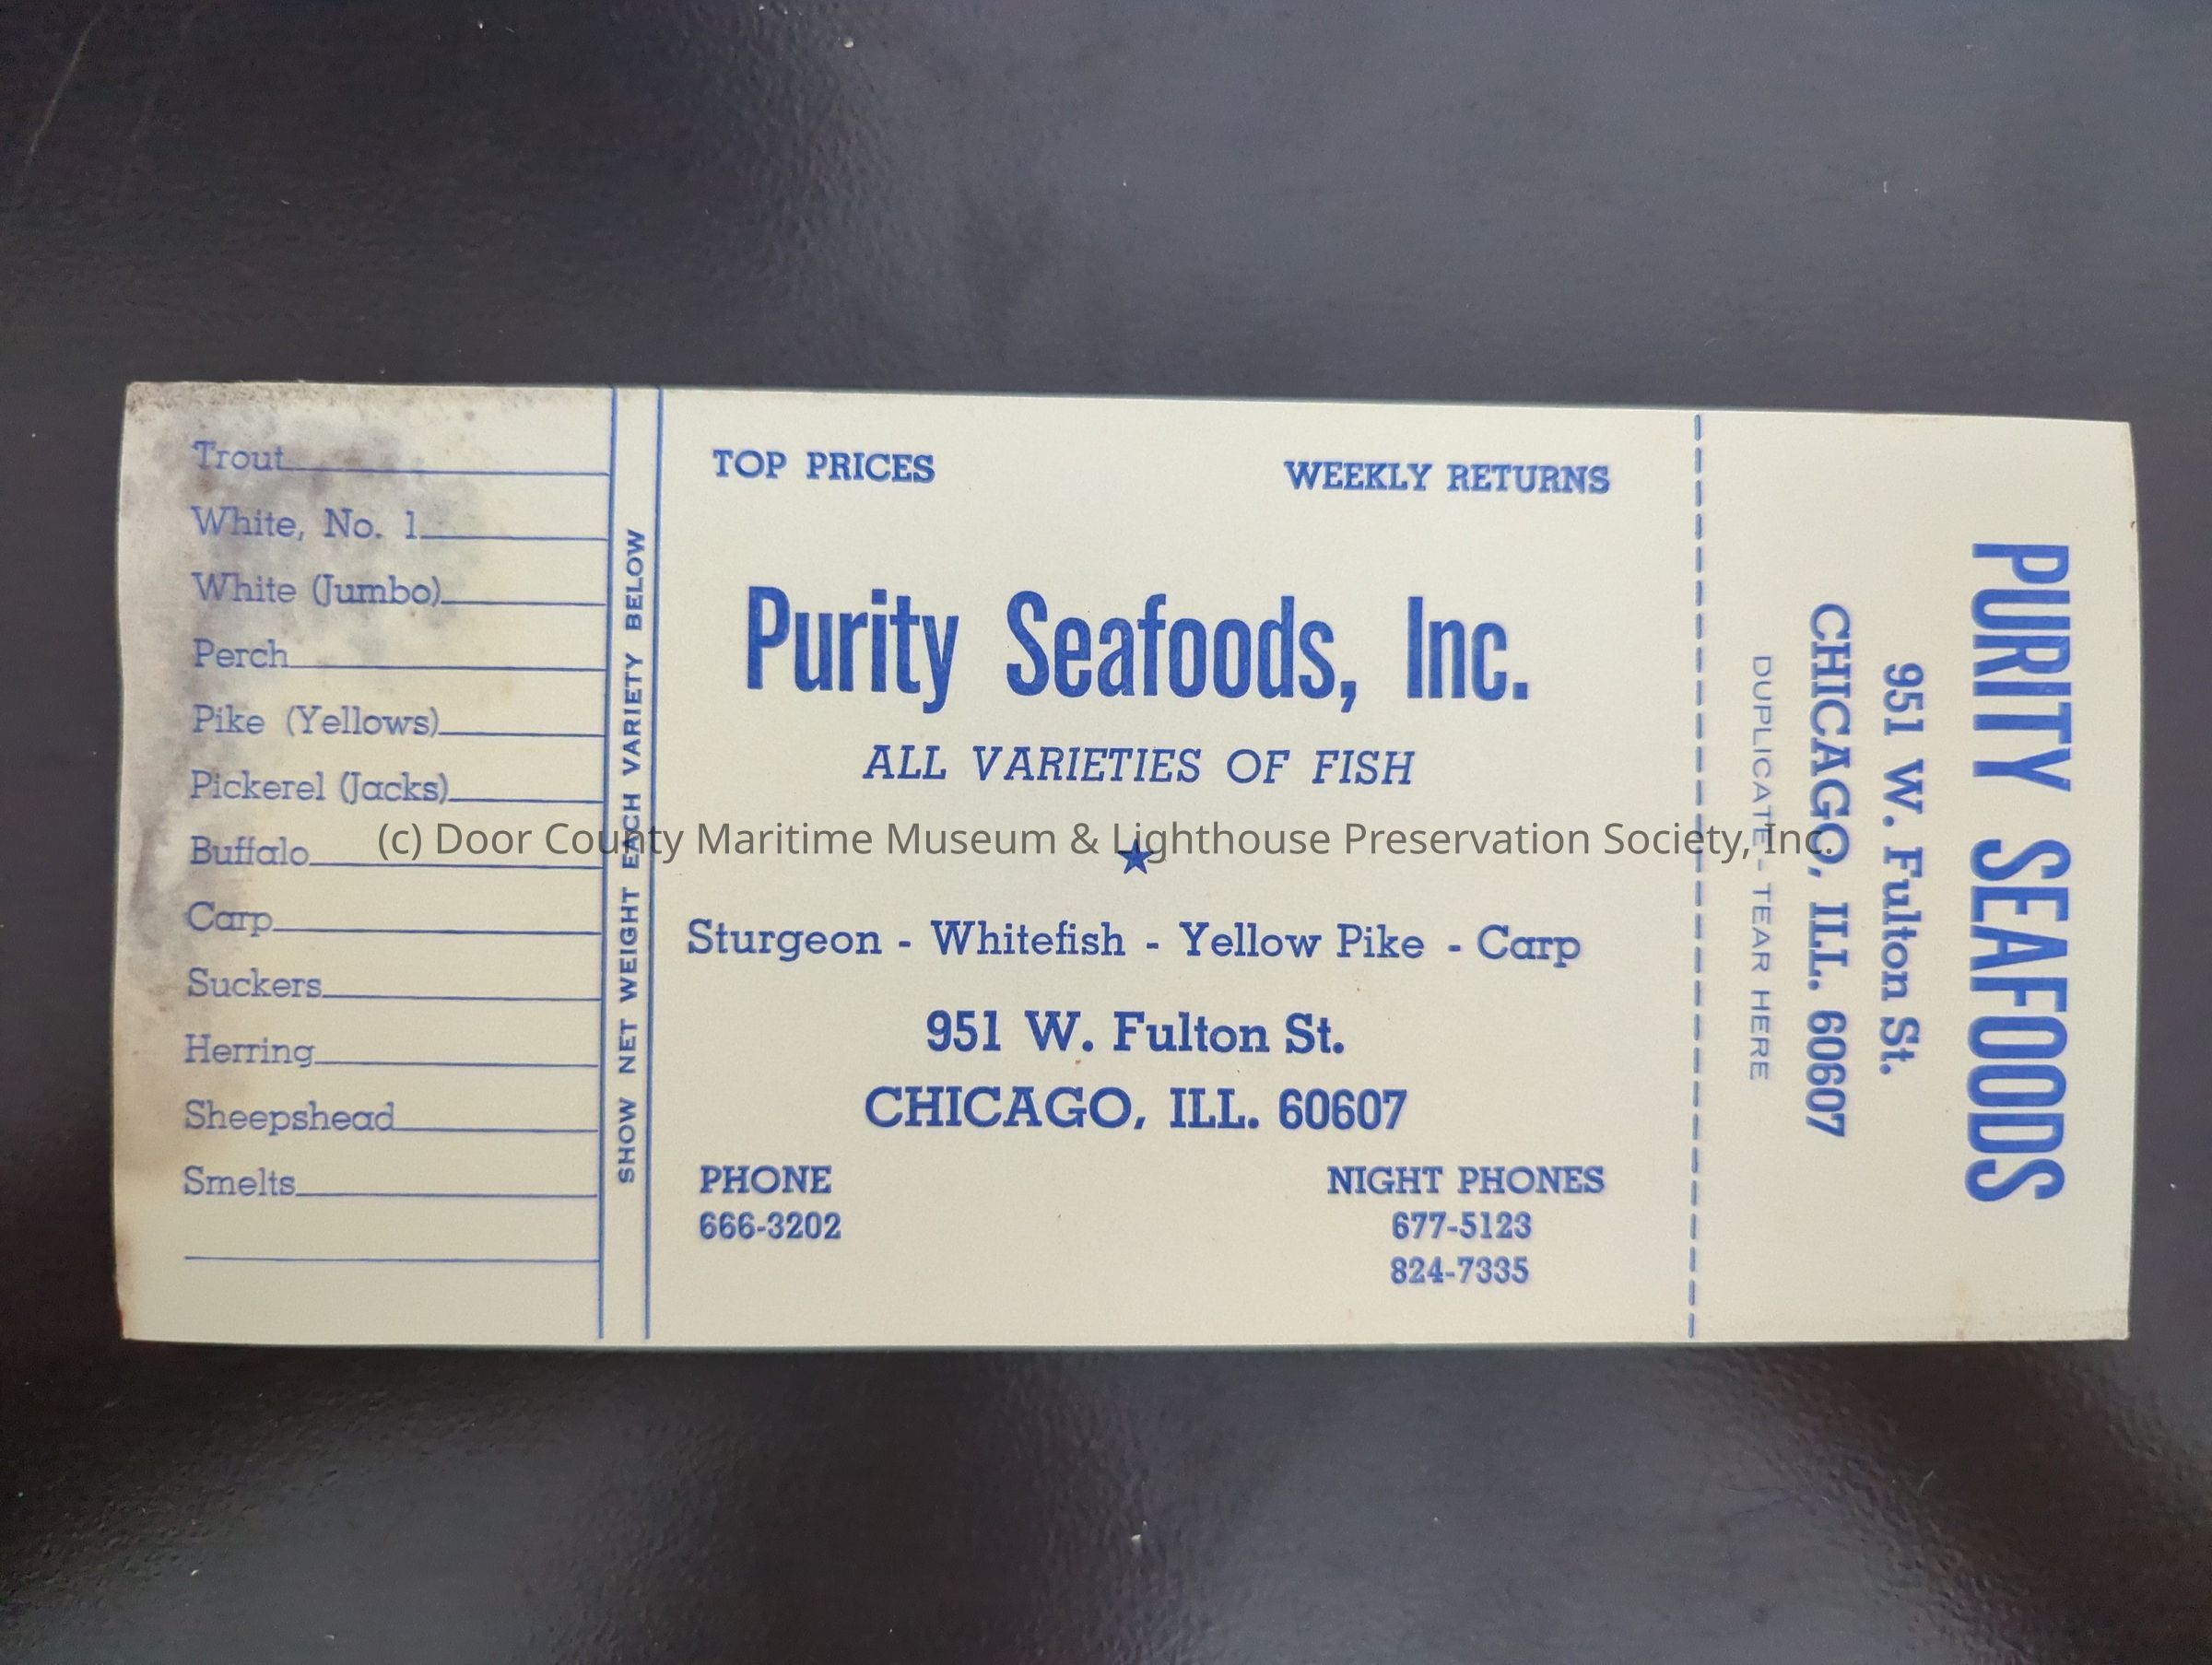 Trout
White, No. 1
White (Jumbo)
Perch
Pike (Yellows)
Pickerel (Jacks)
Buffalo
Carp
Suckers
Herring
Sheepshead
Smelts
SHOW NET WEIGHT EACH VARIETY BELOW
TOP PRICES WEEKLY RETURNS
Purity Seafoods, Inc.
ALL VARIETIES OF FISH
Sturgeon - Whitefish - Yellow Pike - Carp
951 W. Fulton St.
CHICAGO, ILL. 60607
PHONE
666-3202
NIGHT PHONES
677-5123
824-7335
PURITY SEAFOODS
951 W. Fulton St.
CHICAGO, ILL. 60607
DUPLICATE - TEAR HERE
(c) Door County Maritime Museum & Lighthouse Preservation Society, Inc.